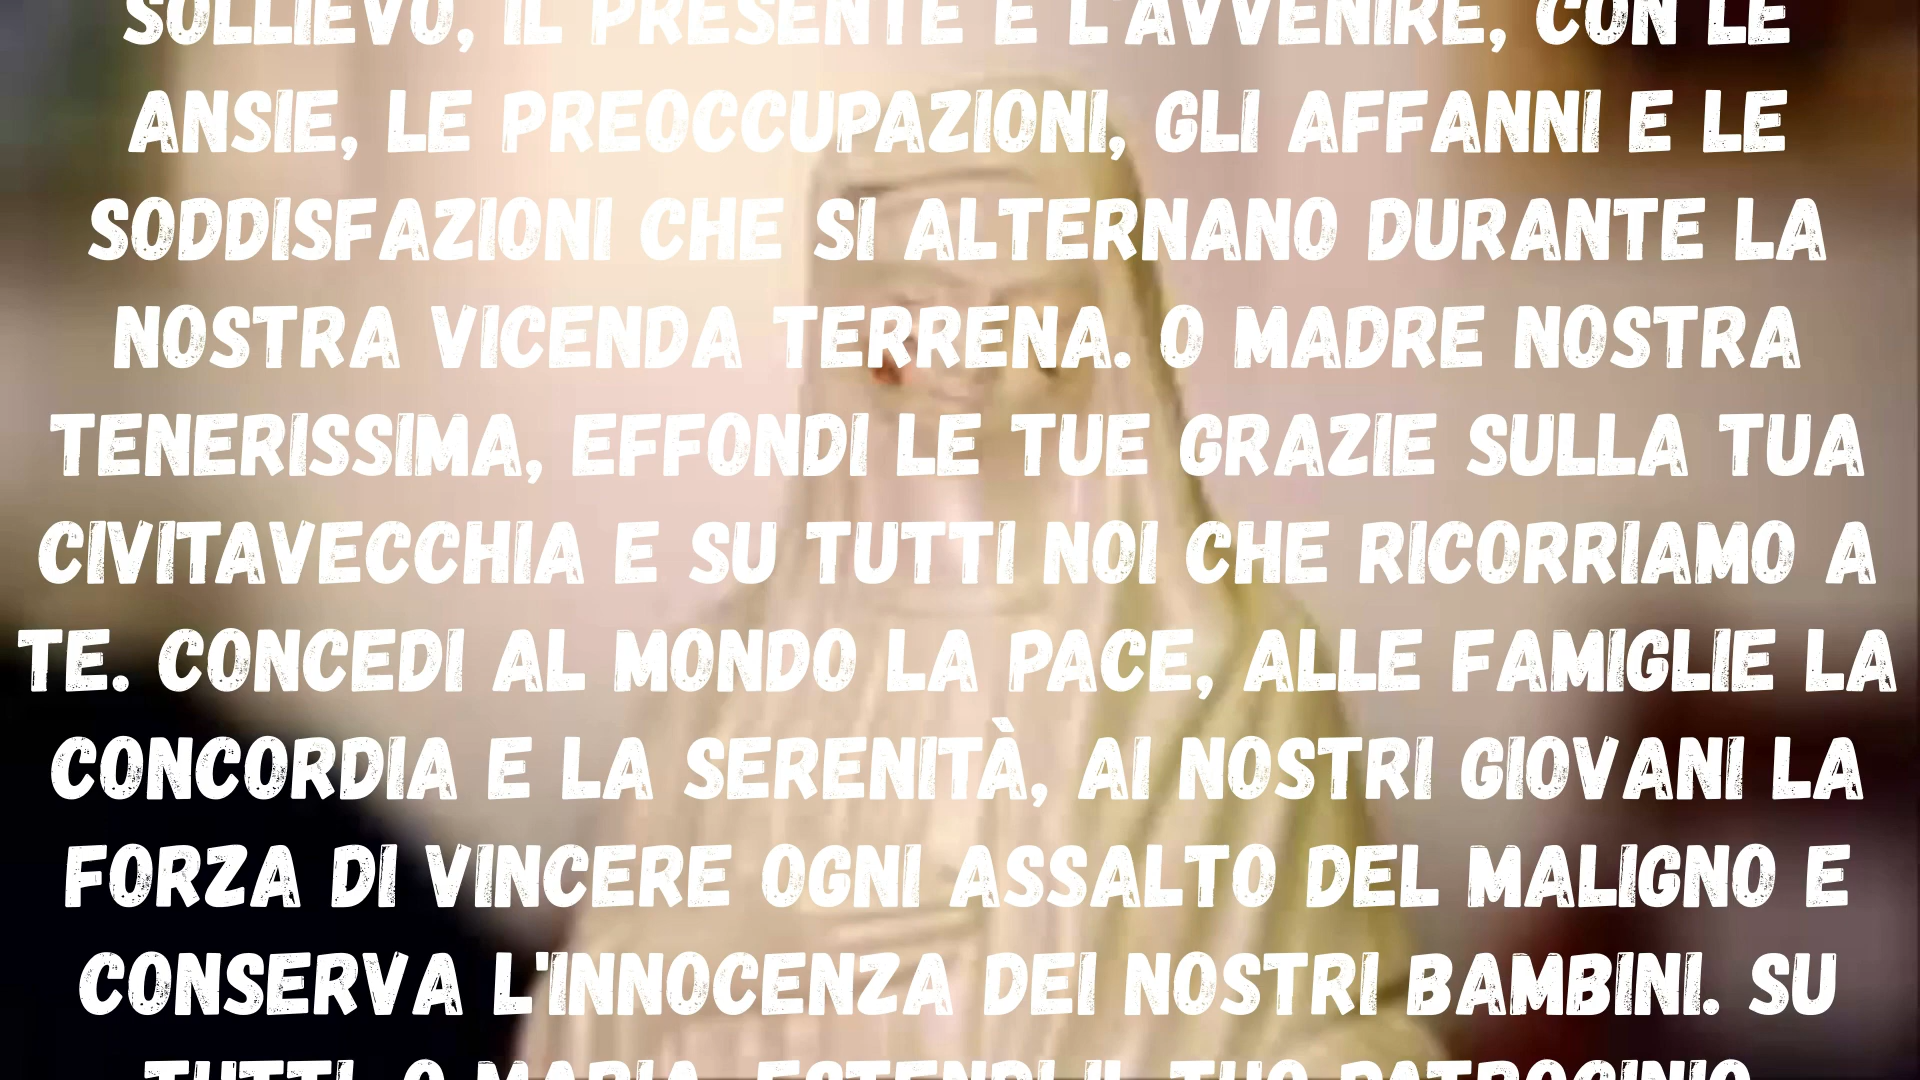 SOLLIEVO, IL PRESENTE E L'AVVENIRE, CON LE
ANSIE, LE PREOCCUPAZIONI, GLI AFFANNI E LE
SODDISFAZIONI CHE SI ALTERNANO DURANTE LA
NOSTRA VICENDA TERRENA. O MADRE NOSTRA
TENERISSIMA, EFFONDI LE TUE GRAZIE SULLA TUA
CIVITAVECCHIA E SU TUTTI NOI CHE RICORRIAMO A
TE. CONCEDI AL MONDO LA PACE, ALLE FAMIGLIE LA
CONCORDIA E LA SERENITÀ, AI NOSTRI GIOVANI LA
FORZA DI VINCERE OGNI ASSALTO DEL MALIGNO E
CONSERVA L'INNOCENZA DEI NOSTRI BAMBINI. SU
TUTTI, O MARIA, ESTENDI IL TUO PATROCINIO